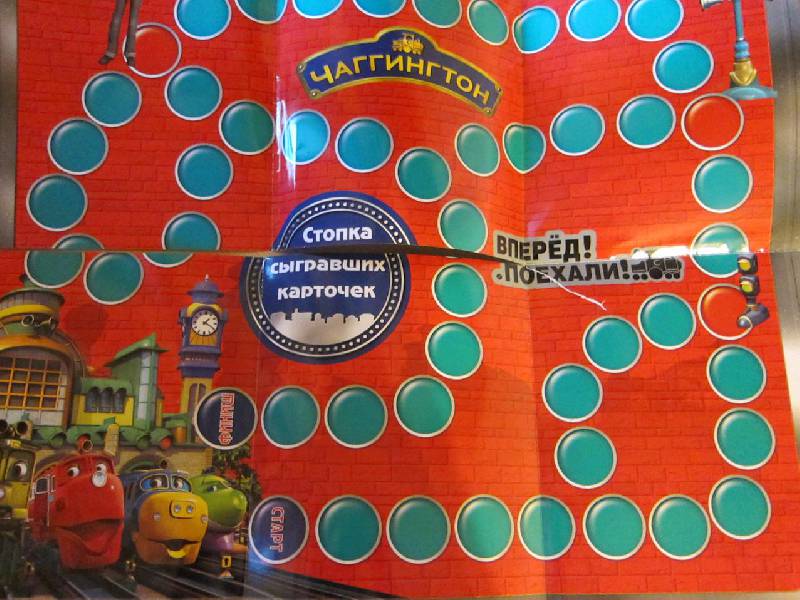 ЧАГГИНГТОН
Стопка
сыгравших
карточек
ВПЕРЁД!
ПОЕХАЛИ!
ФИНИШ
СТАРТ